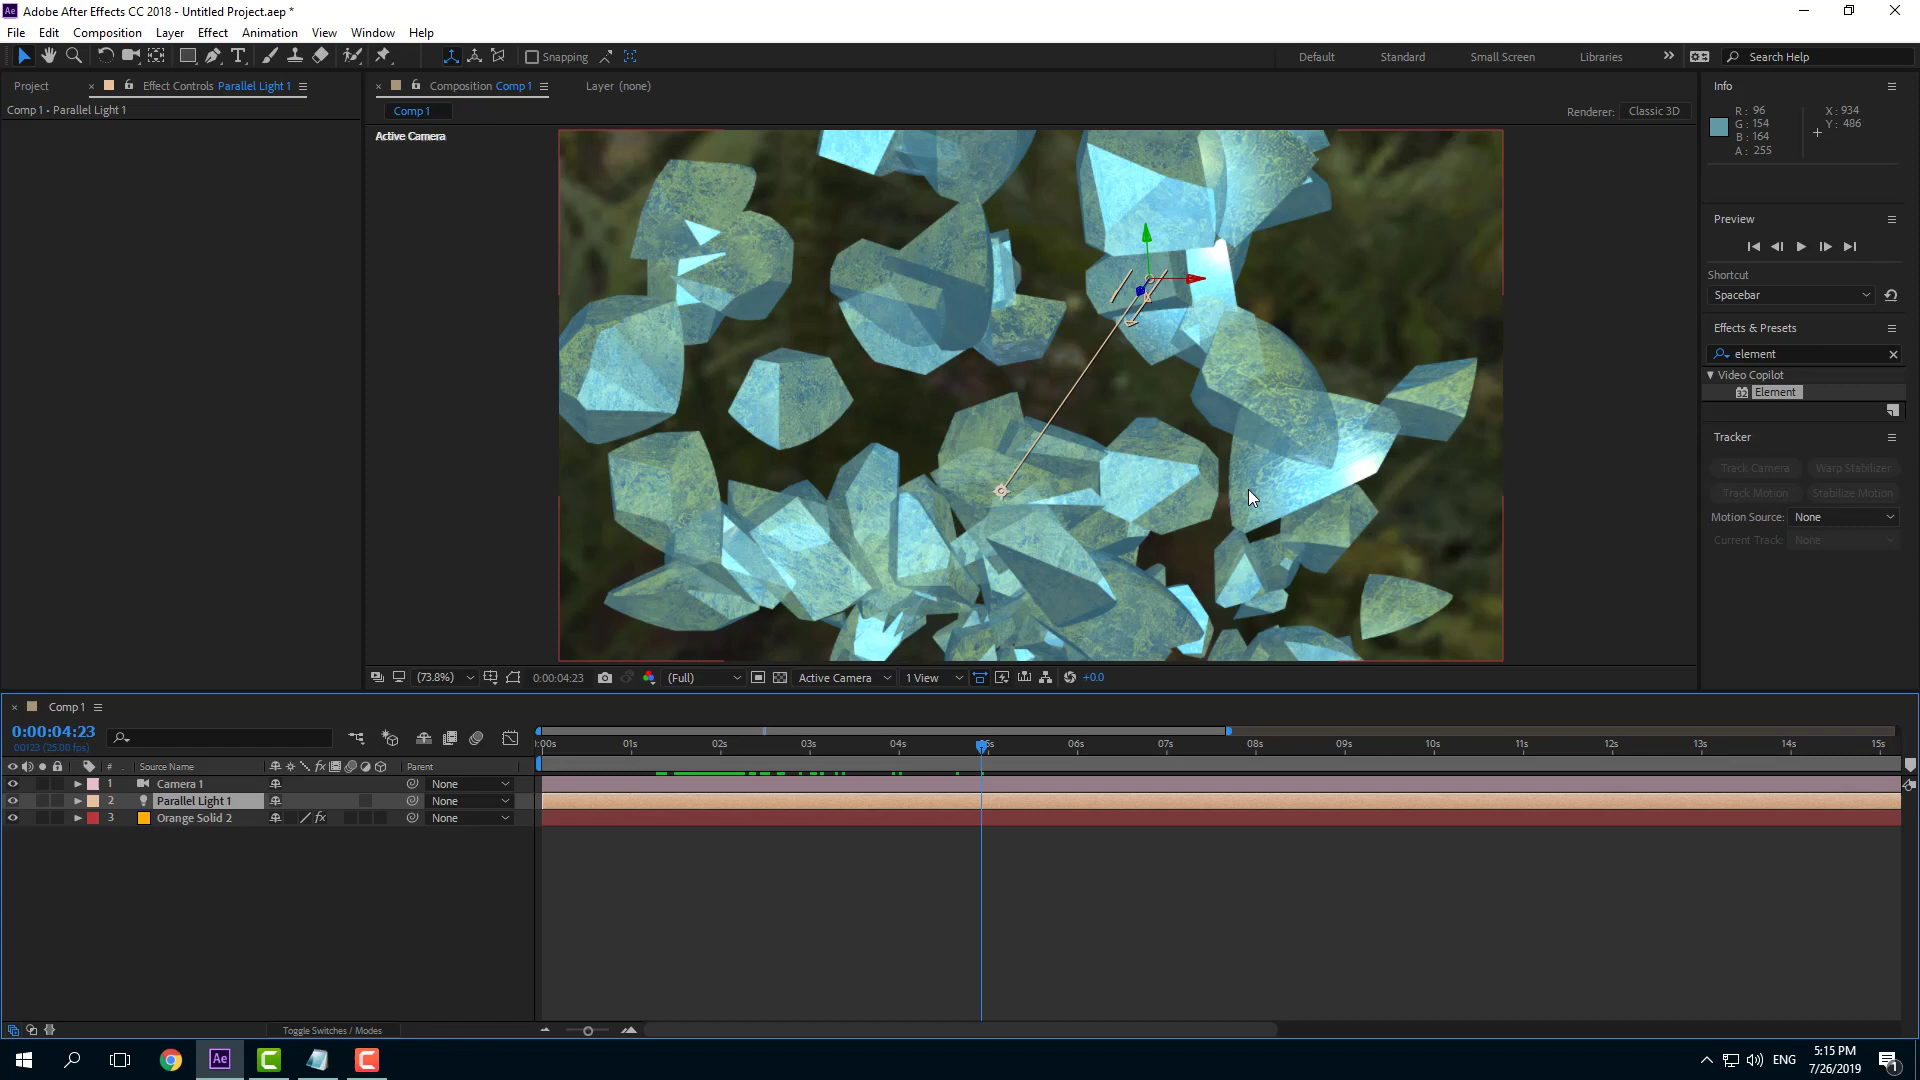 Ae Adobe After Effects CC 2018 - Untitled Project.aep *
File Edit Composition Layer Effect Animation View Window Help
T Snapping Default Standard Small Screen Libraries Search Help
Project Effect Controls Parallel Light 1
Comp 1 • Parallel Light 1
Composition Comp 1 Layer (none)
Comp 1
Renderer: Classic 3D
Active Camera
Info
R : 96
G : 154
B : 164
A : 255
X : 934
Y : 486
Preview
Shortcut
Spacebar
Effects & Presets
element
Video Copilot
32 Element
Tracker
Track Camera Warp Stabilizer
Track Motion Stabilize Motion
Motion Source: None
Current Track: None
(73.8%) 0:00:04:23 (Full) Active Camera 1 View +0.0
Comp 1
0:00:04:23
00123 (25.00 fps)
):00s 01s 02s 03s 04s 05s 06s 07s 08s 09s 10s 11s 12s 13s 14s 15s
# Source Name fx Parent
1 Camera 1 None
2 Parallel Light 1 None
3 Orange Solid 2 fx None
Toggle Switches / Modes
Ae C C
ENG
5:15 PM
7/26/2019
1